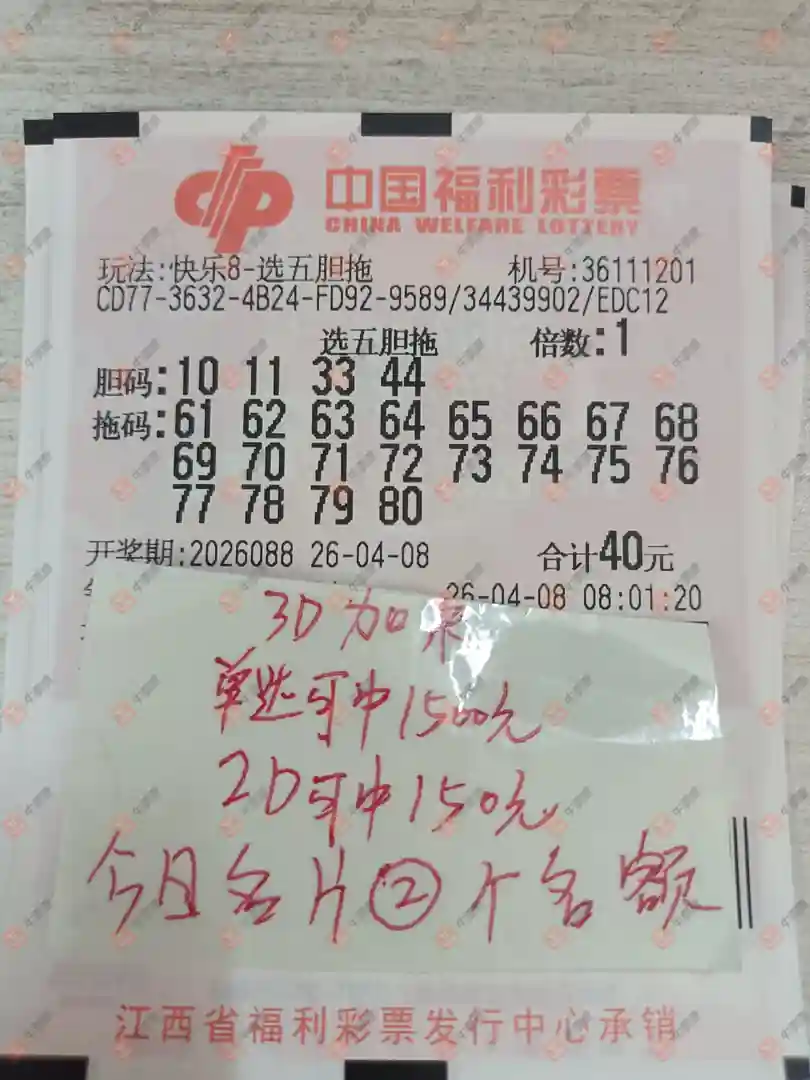 中国福利彩票
CHINA WELFARE LOTTERY
玩法:快乐8-选五胆拖 机号:36111201
CD77-3632-4B24-FD92-9589/34439902/EDC12
选五胆拖 倍数:1
胆码:10 11 33 44
拖码:61 62 63 64 65 66 67 68
69 70 71 72 73 74 75 76
77 78 79 80
开奖期:2026088 26-04-08 合计40元
26-04-08 08:01:20
3D加
单选可中1500元
2D可中150元
今日名片②个名额
江西省福利彩票发行中心承销